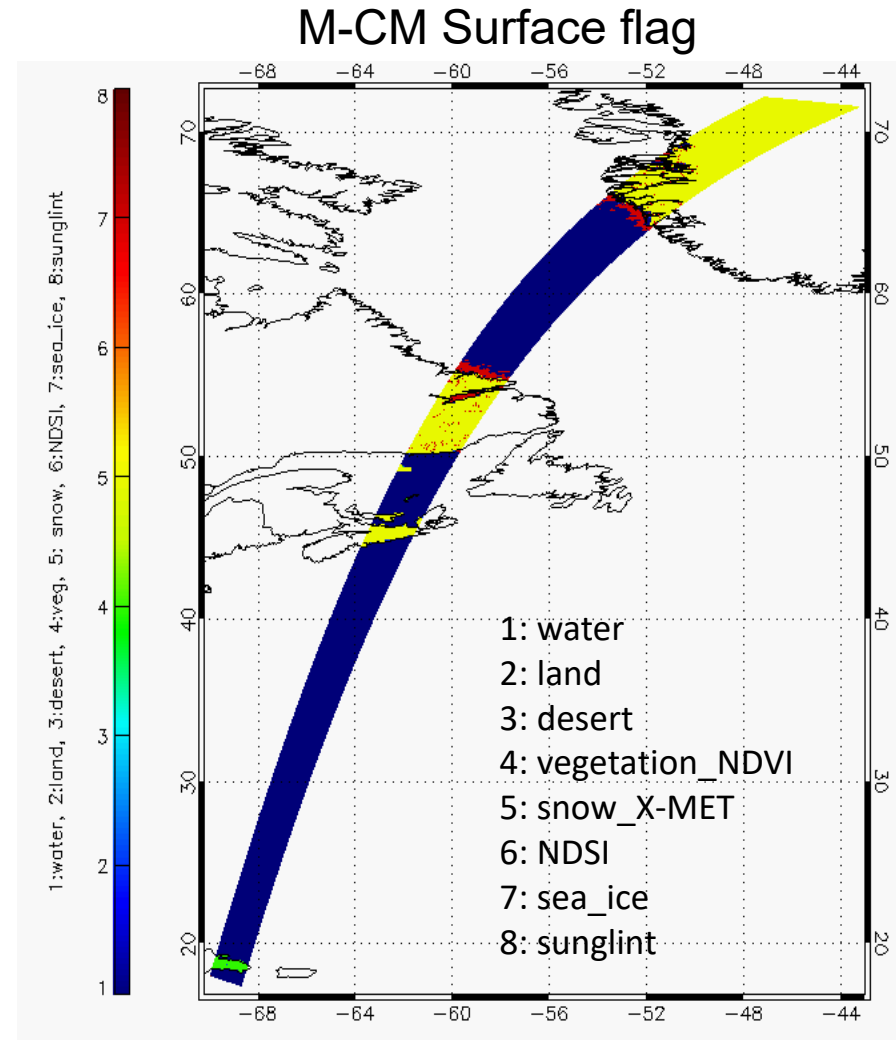 M-CM Surface flag
-68 -64 -60 -56 -52 -48 -44
8
7
6
5
4
3
2
1
1:water, 2:land, 3:desert, 4:veg, 5: snow, 6:NDSI, 7:sea_ice, 8:sunglint
70
60
50
40
30
20
70
60
50
40
30
20
1: water
2: land
3: desert
4: vegetation_NDVI
5: snow_X-MET
6: NDSI
7: sea_ice
8: sunglint
-68 -64 -60 -56 -52 -48 -44